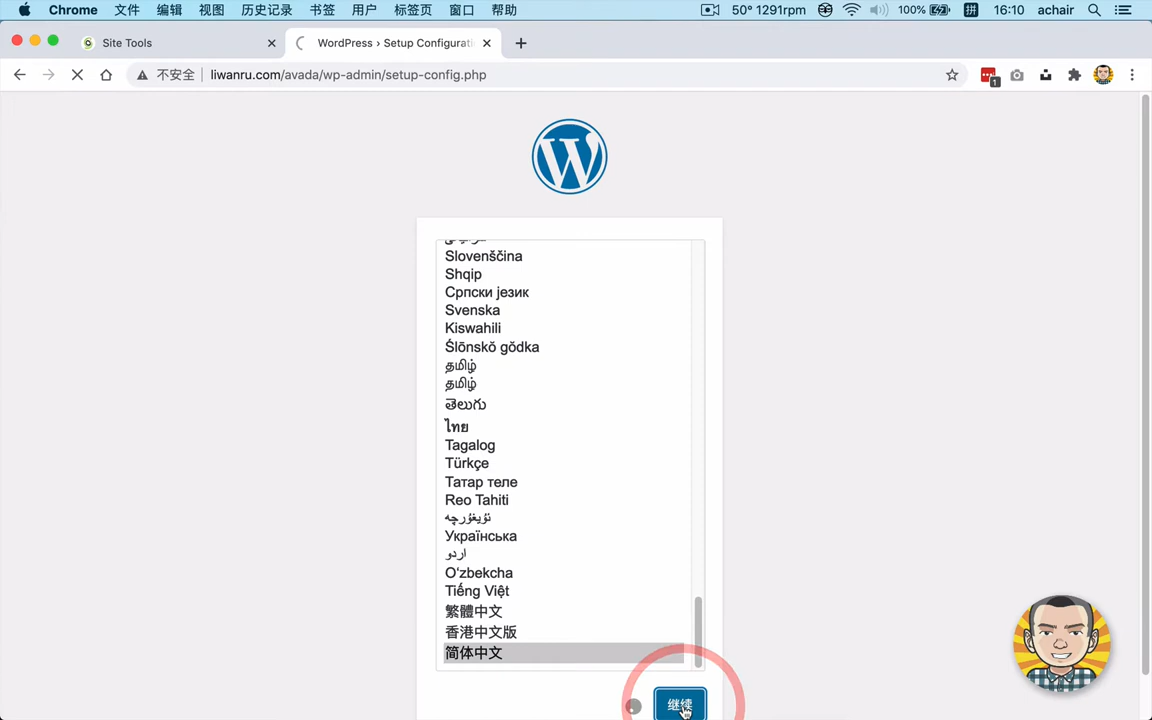 Chrome 文件 编辑 视图 历史记录 书签 用户 标签页 窗口 帮助 50° 1291rpm 100% 拼 16:10 achair
Site Tools WordPress › Setup Configurati
不安全 liwanru.com/avada/wp-admin/setup-config.php 1
Slovenščina
Shqip
Српски језик
Svenska
Kiswahili
Ślōnskŏ gŏdka
தமிழ்
தமிழ்
తెలుగు
ไทย
Tagalog
Türkçe
Татар теле
Reo Tahiti
ئۇيغۇرچە
Українська
اردو
O‘zbekcha
Tiếng Việt
繁體中文
香港中文版
简体中文
继续